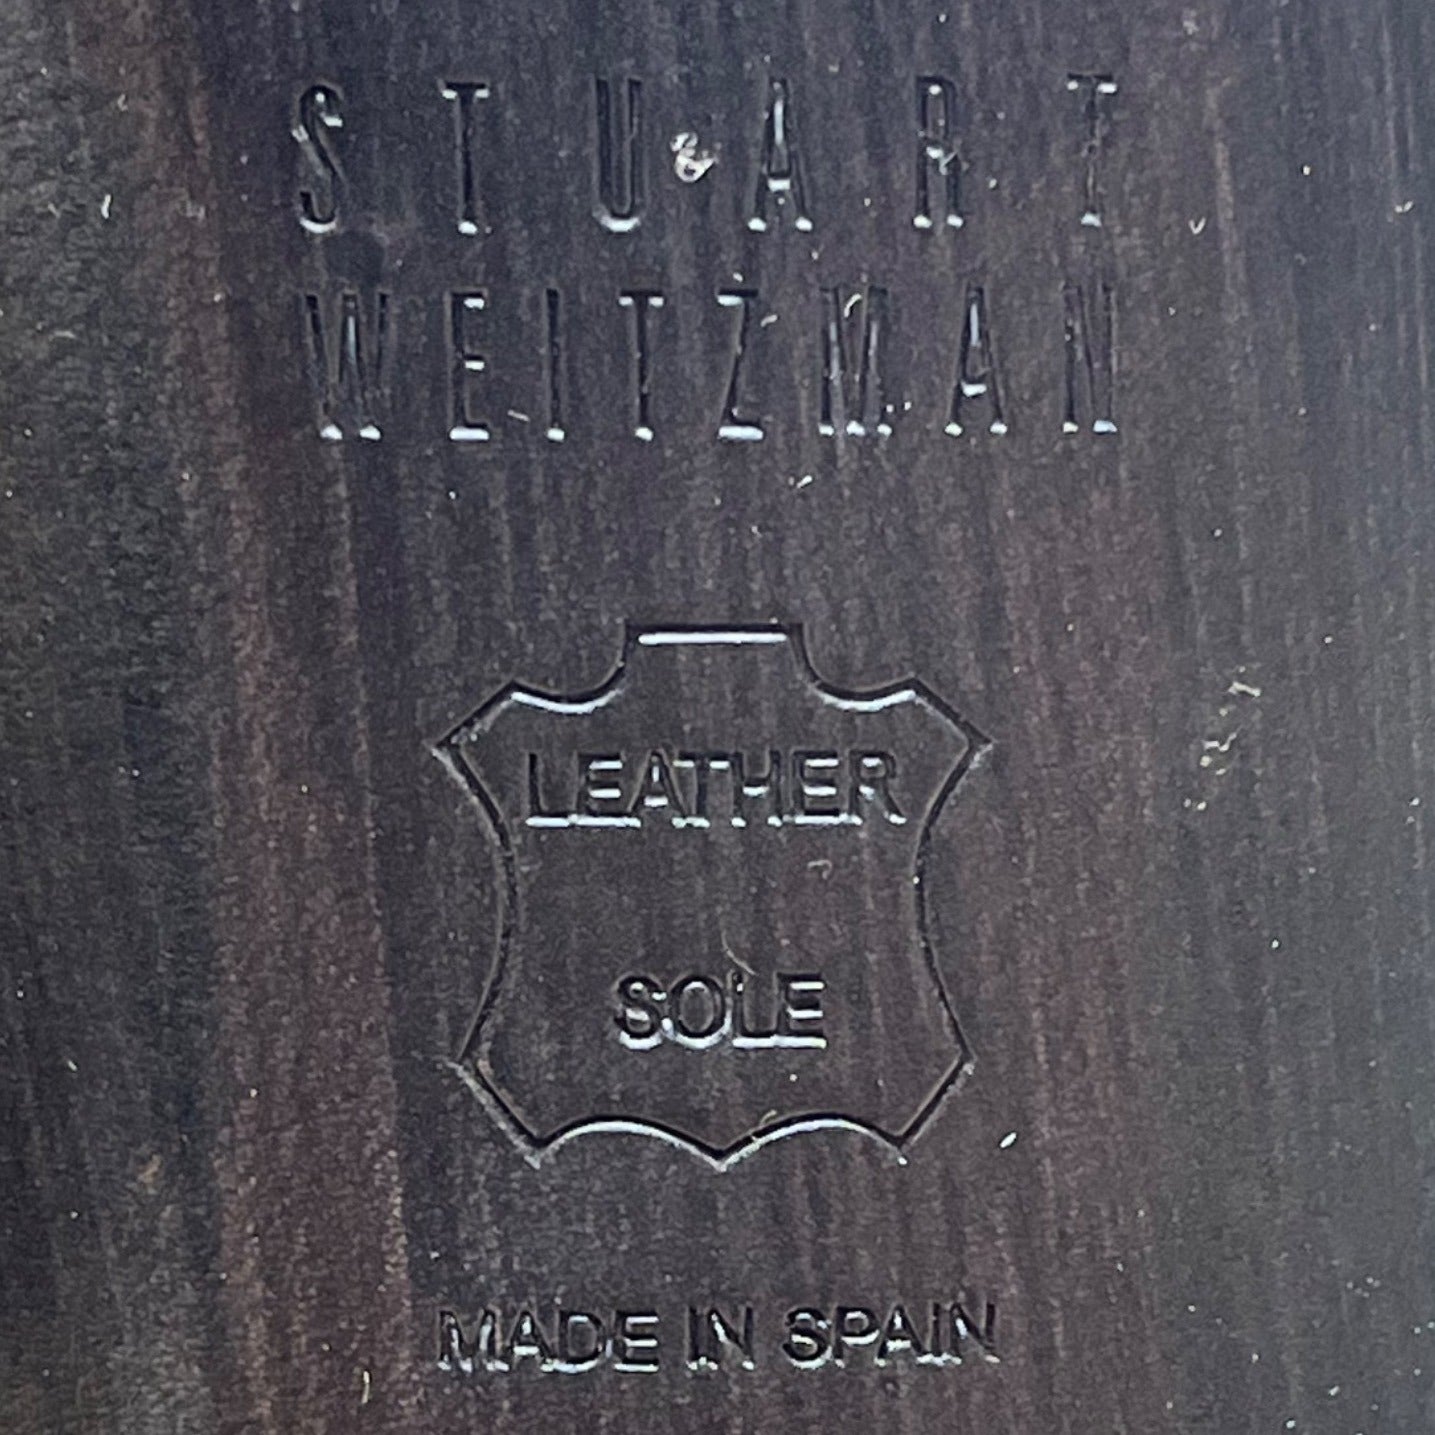 STUART
WEITZMAN
LEATHER
SOLE
MADE IN SPAIN